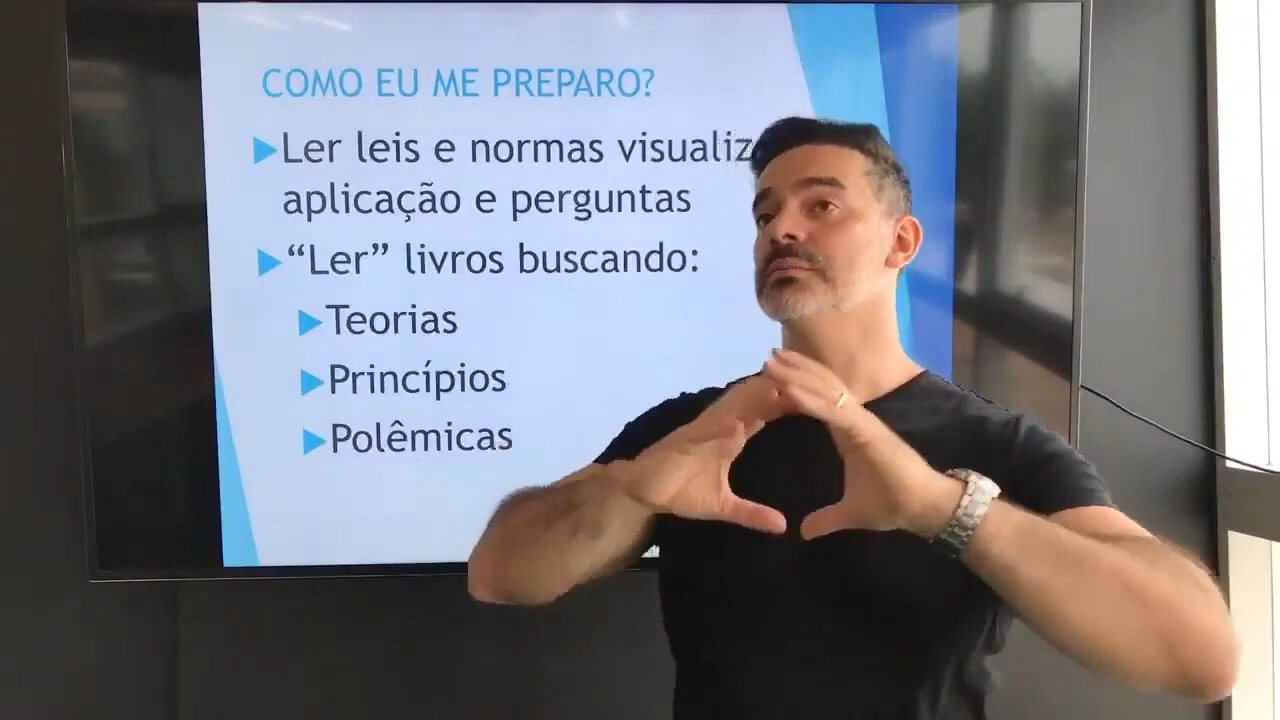 COMO EU ME PREPARO?
Ler leis e normas visualiz
aplicação e perguntas
“Ler” livros buscando:
Teorias
Princípios
Polêmicas